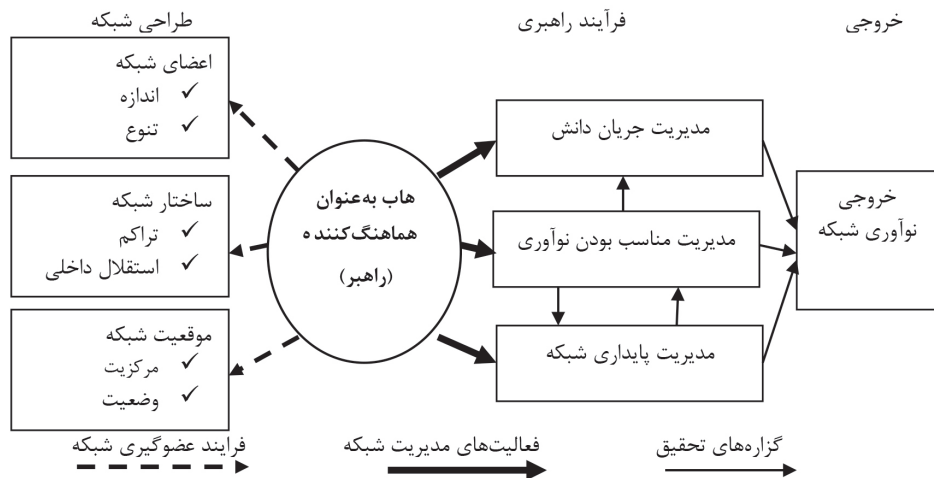 طراحی شبکه
فرآیند راهبری
خروجی
اعضای شبکه
✓ اندازه
✓ تنوع
ساختار شبکه
✓ تراکم
✓ استقلال داخلی
موقعیت شبکه
✓ مرکزیت
✓ وضعیت
هاب به‌عنوان
هماهنگ‌کننده
(راهبر)
مدیریت جریان دانش
مدیریت مناسب بودن نوآوری
مدیریت پایداری شبکه
خروجی
نوآوری شبکه
فرایند عضوگیری شبکه
فعالیت‌های مدیریت شبکه
گزاره‌های تحقیق